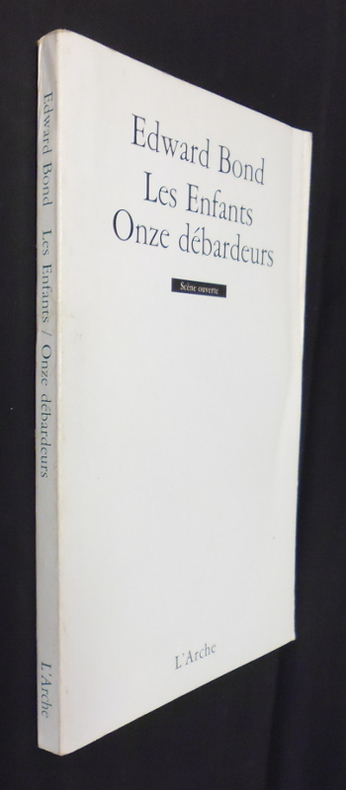 Edward Bond
Les Enfants
Onze débardeurs
Scène ouverte
L'Arche
Edward Bond Les Enfants / Onze débardeurs
L'Arche